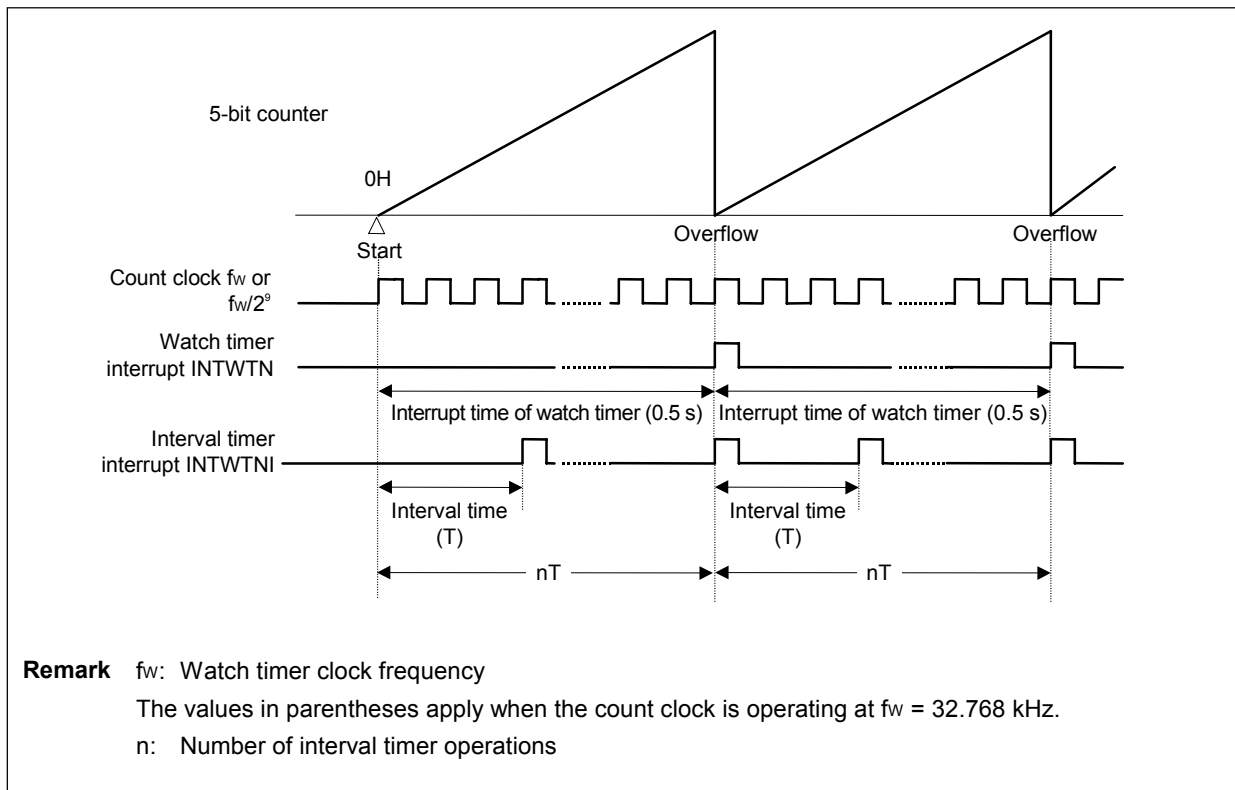 5-bit counter
0H
Start
Overflow
Overflow
Count clock fW or
fW/2⁹
Watch timer
interrupt INTWTN
Interrupt time of watch timer (0.5 s)
Interrupt time of watch timer (0.5 s)
Interval timer
interrupt INTWTNI
Interval time
(T)
Interval time
(T)
nT
nT
Remark fW: Watch timer clock frequency
The values in parentheses apply when the count clock is operating at fW = 32.768 kHz.
n: Number of interval timer operations